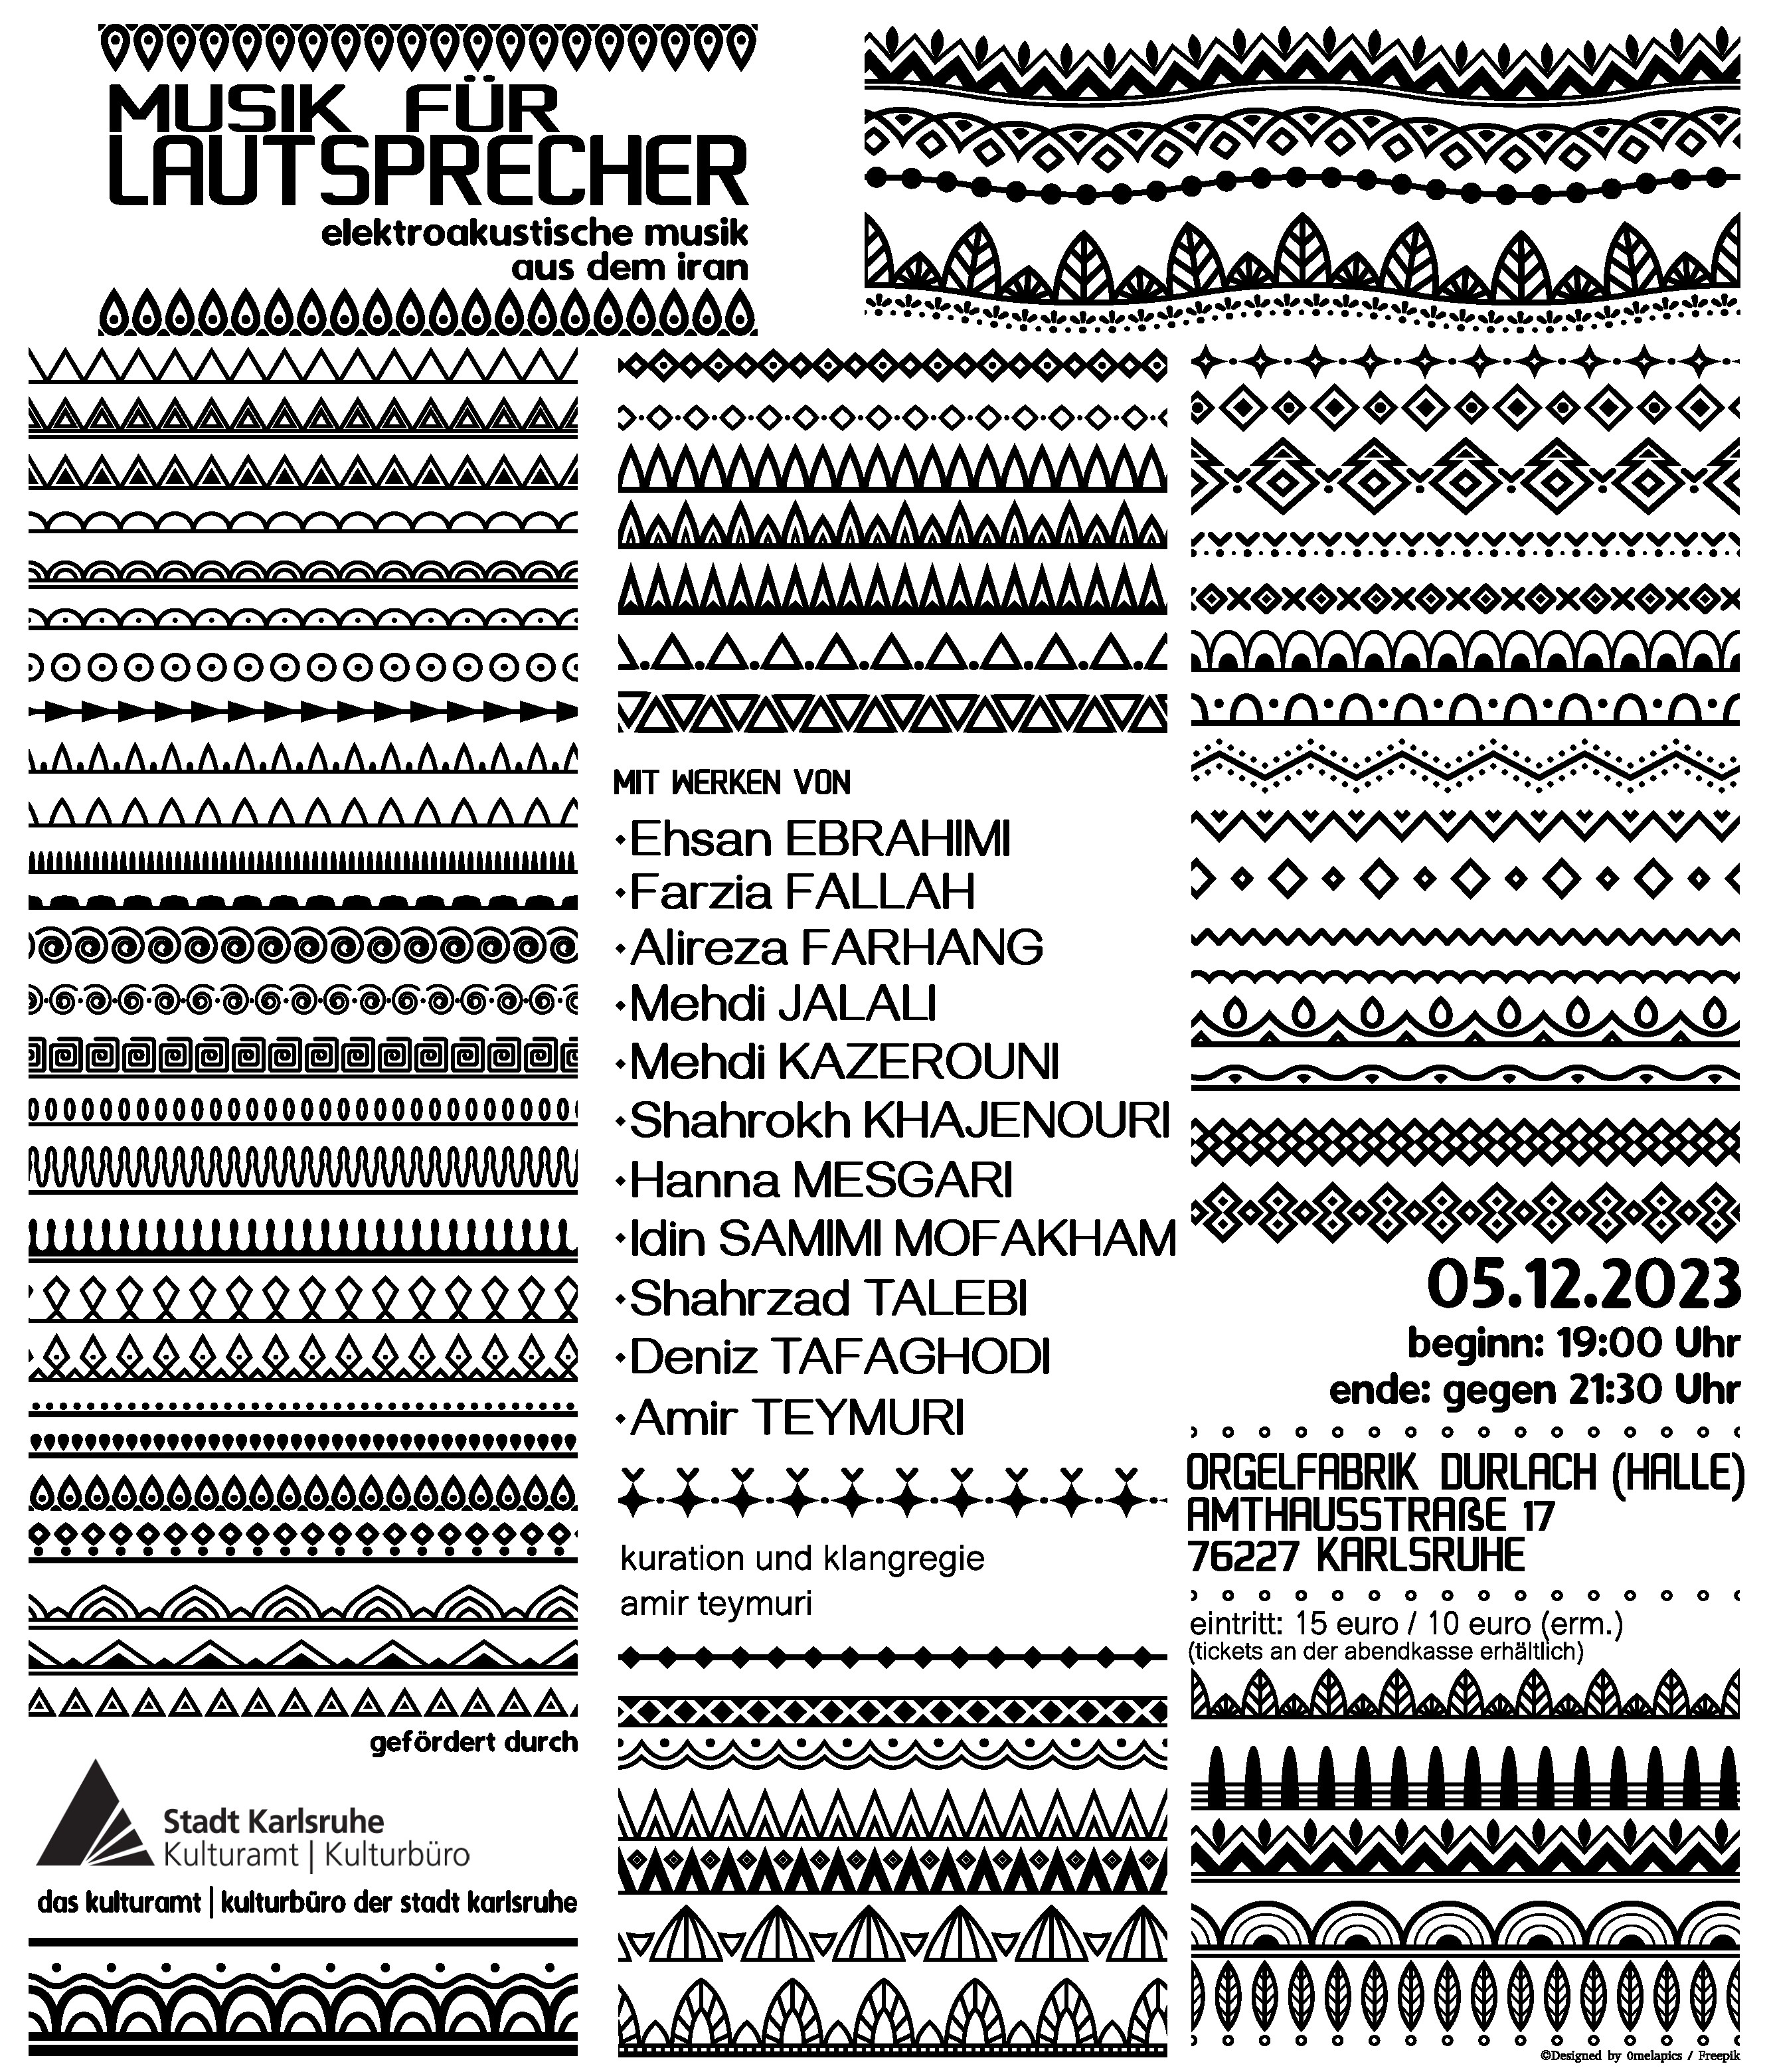 MUSIK FÜR
LAUTSPRECHER
elektroakustische musik
aus dem iran
MIT WERKEN VON
•Ehsan EBRAHIMI
•Farzia FALLAH
•Alireza FARHANG
•Mehdi JALALI
•Mehdi KAZEROUNI
•Shahrokh KHAJENOURI
•Hanna MESGARI
•Idin SAMIMI MOFAKHAM
•Shahrzad TALEBI
•Deniz TAFAGHODI
•Amir TEYMURI
kuration und klangregie
amir teymuri
05.12.2023
beginn: 19:00 Uhr
ende: gegen 21:30 Uhr
ORGELFABRIK DURLACH (HALLE)
AMTHAUSSTRAßE 17
76227 KARLSRUHE
eintritt: 15 euro / 10 euro (erm.)
(tickets an der abendkasse erhältlich)
gefördert durch
Stadt Karlsruhe
Kulturamt | Kulturbüro
das kulturamt | kulturbüro der stadt karlsruhe
©Designed by 0melapics / Freepik